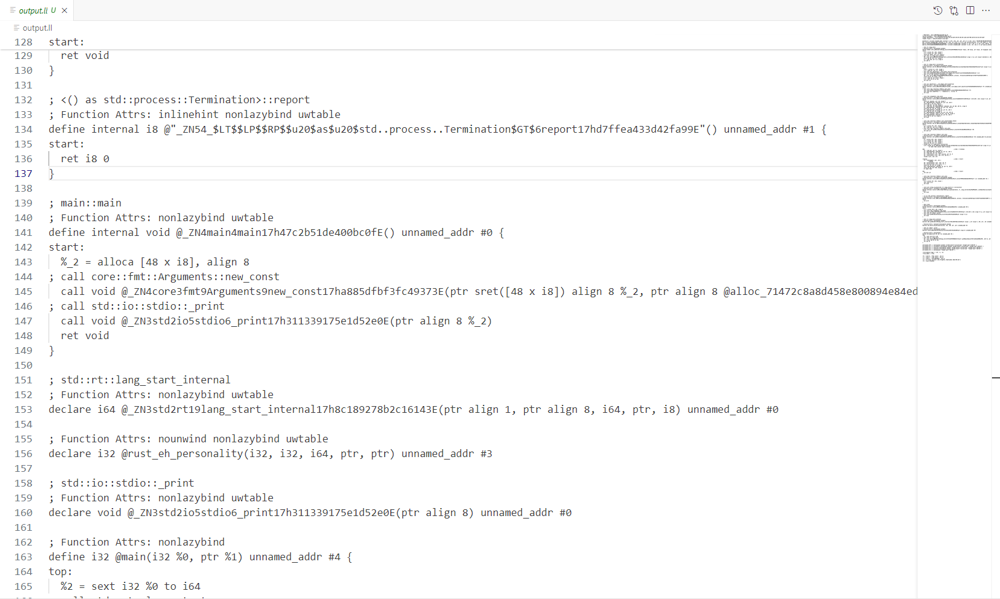 output.ll U
output.ll
128 start:
129 ret void
130 }
131
132 ; <() as std::process::Termination>::report
133 ; Function Attrs: inlinehint nonlazybind uwtable
134 define internal i8 @"_ZN54_$LT$$LP$$RP$$u20$as$u20$std..process..Termination$GT$6report17hd7ffea433d42fa99E"() unnamed_addr #1 {
135 start:
136 ret i8 0
137 }
138
139 ; main::main
140 ; Function Attrs: nonlazybind uwtable
141 define internal void @_ZN4main4main17h47c2b51de400bc0fE() unnamed_addr #0 {
142 start:
143 %_2 = alloca [48 x i8], align 8
144 ; call core::fmt::Arguments::new_const
145 call void @_ZN4core3fmt9Arguments9new_const17ha885dfbf3fc49373E(ptr sret([48 x i8]) align 8 %_2, ptr align 8 @alloc_71472c8a8d458e800894e84ed
146 ; call std::io::stdio::_print
147 call void @_ZN3std2io5stdio6_print17h311339175e1d52e0E(ptr align 8 %_2)
148 ret void
149 }
150
151 ; std::rt::lang_start_internal
152 ; Function Attrs: nonlazybind uwtable
153 declare i64 @_ZN3std2rt19lang_start_internal17h8c189278b2c16143E(ptr align 1, ptr align 8, i64, ptr, i8) unnamed_addr #0
154
155 ; Function Attrs: nounwind nonlazybind uwtable
156 declare i32 @rust_eh_personality(i32, i32, i64, ptr, ptr) unnamed_addr #3
157
158 ; std::io::stdio::_print
159 ; Function Attrs: nonlazybind uwtable
160 declare void @_ZN3std2io5stdio6_print17h311339175e1d52e0E(ptr align 8) unnamed_addr #0
161
162 ; Function Attrs: nonlazybind
163 define i32 @main(i32 %0, ptr %1) unnamed_addr #4 {
164 top:
165 %2 = sext i32 %0 to i64